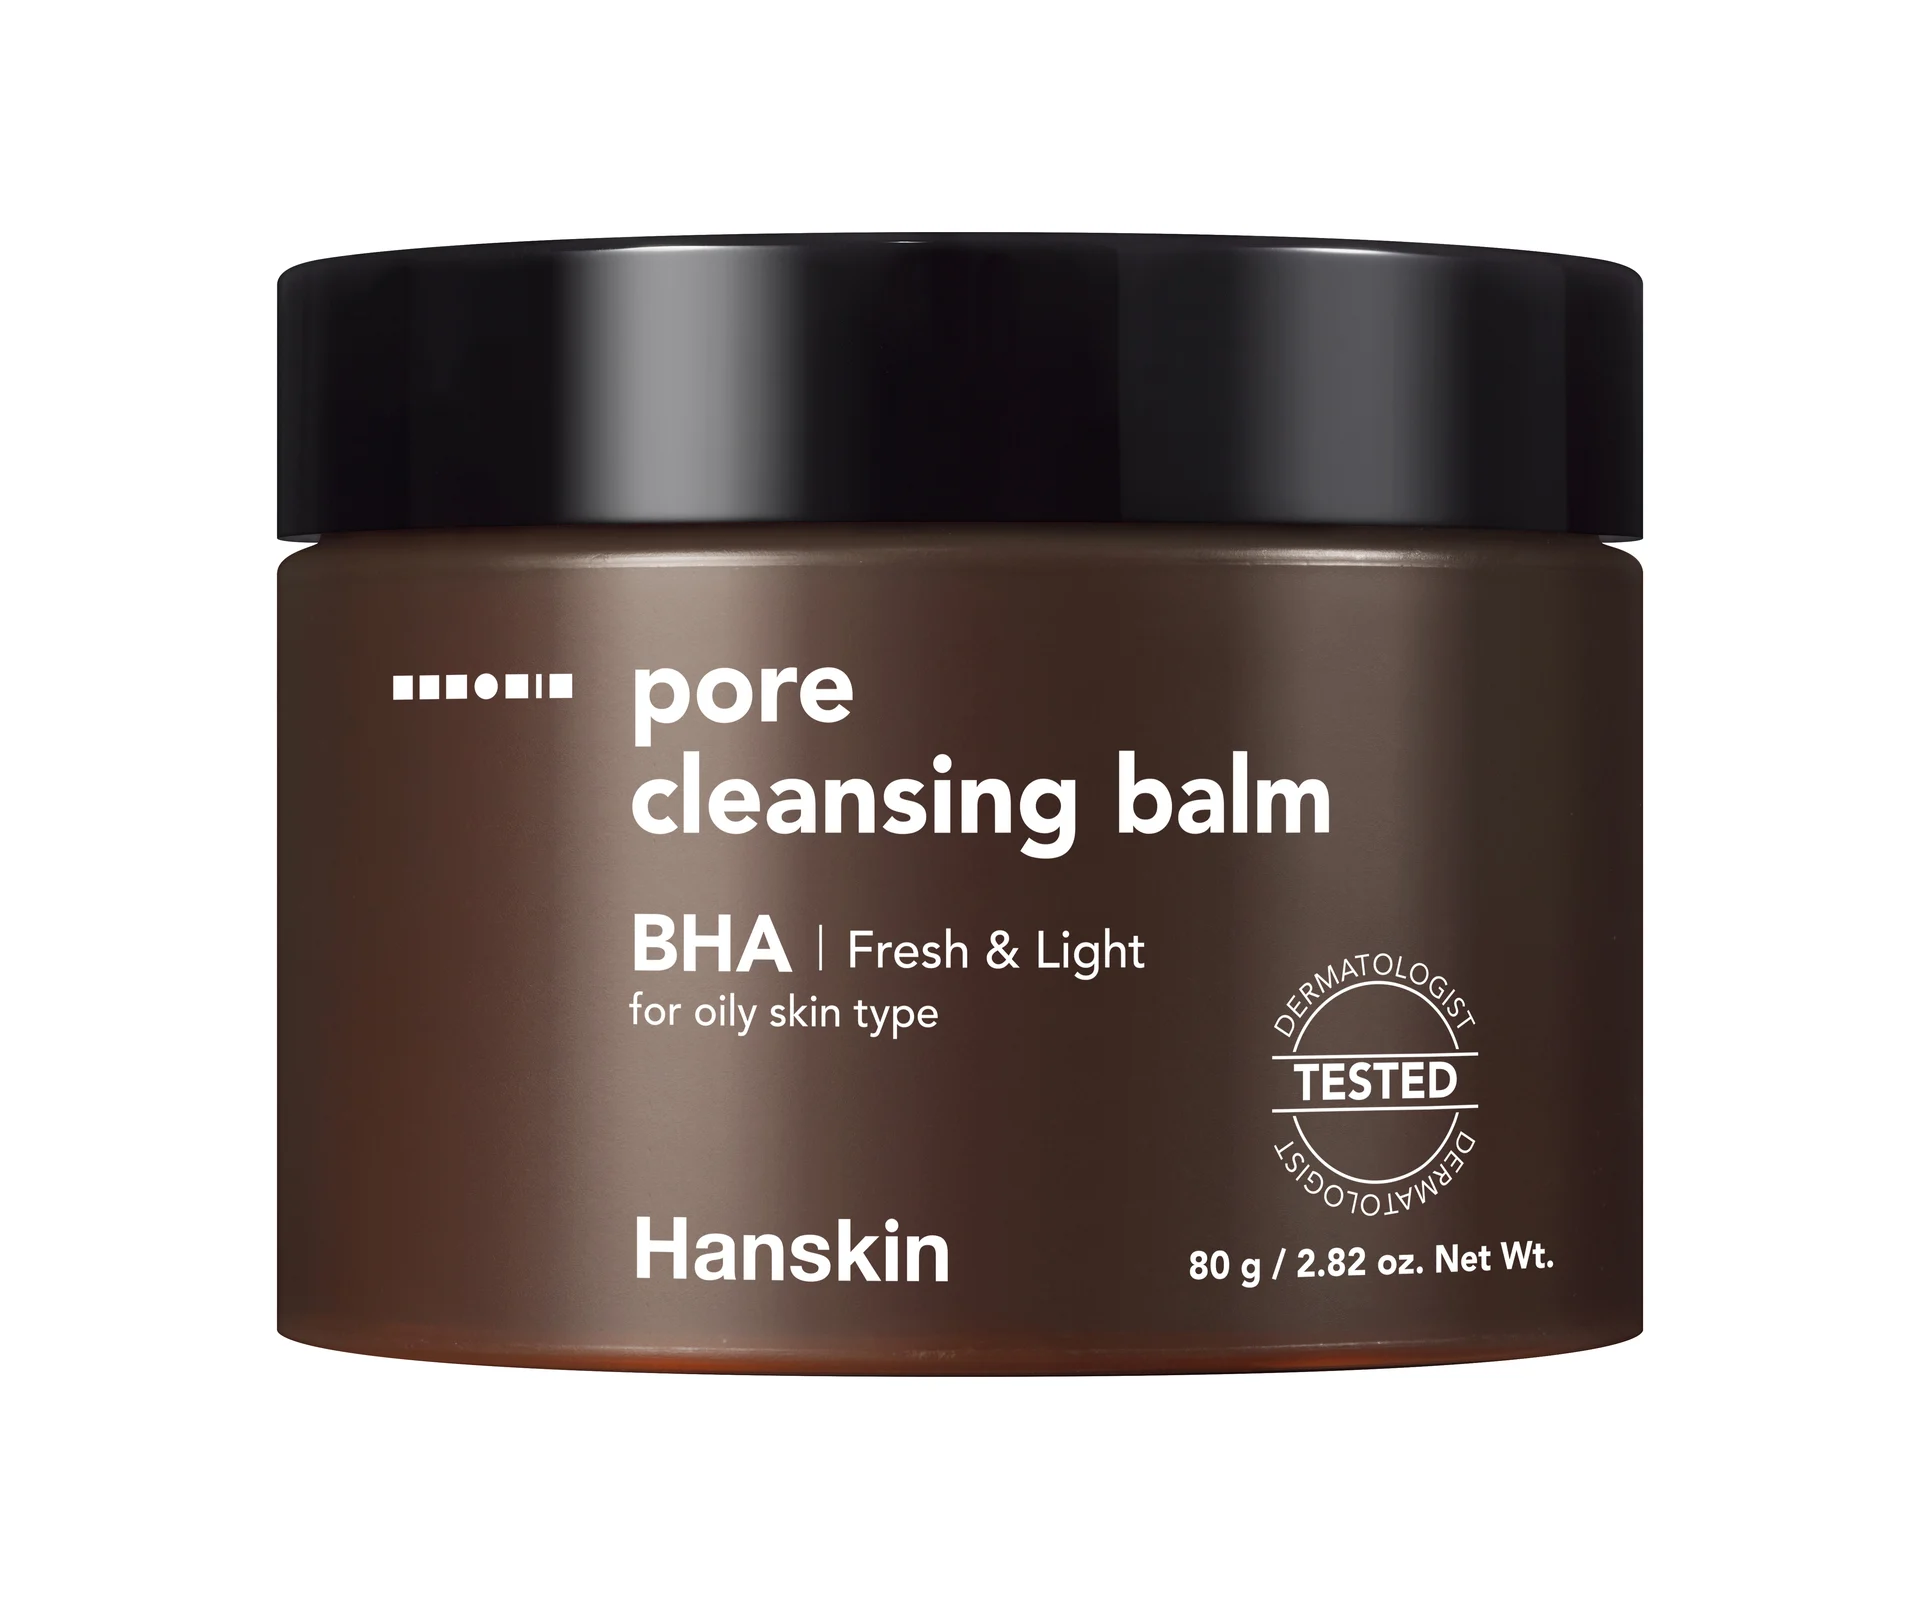 pore
cleansing balm
BHA | Fresh & Light
for oily skin type
DERMATOLOGIST
TESTED
DERMATOLOGIST
Hanskin
80 g / 2.82 oz. Net Wt.